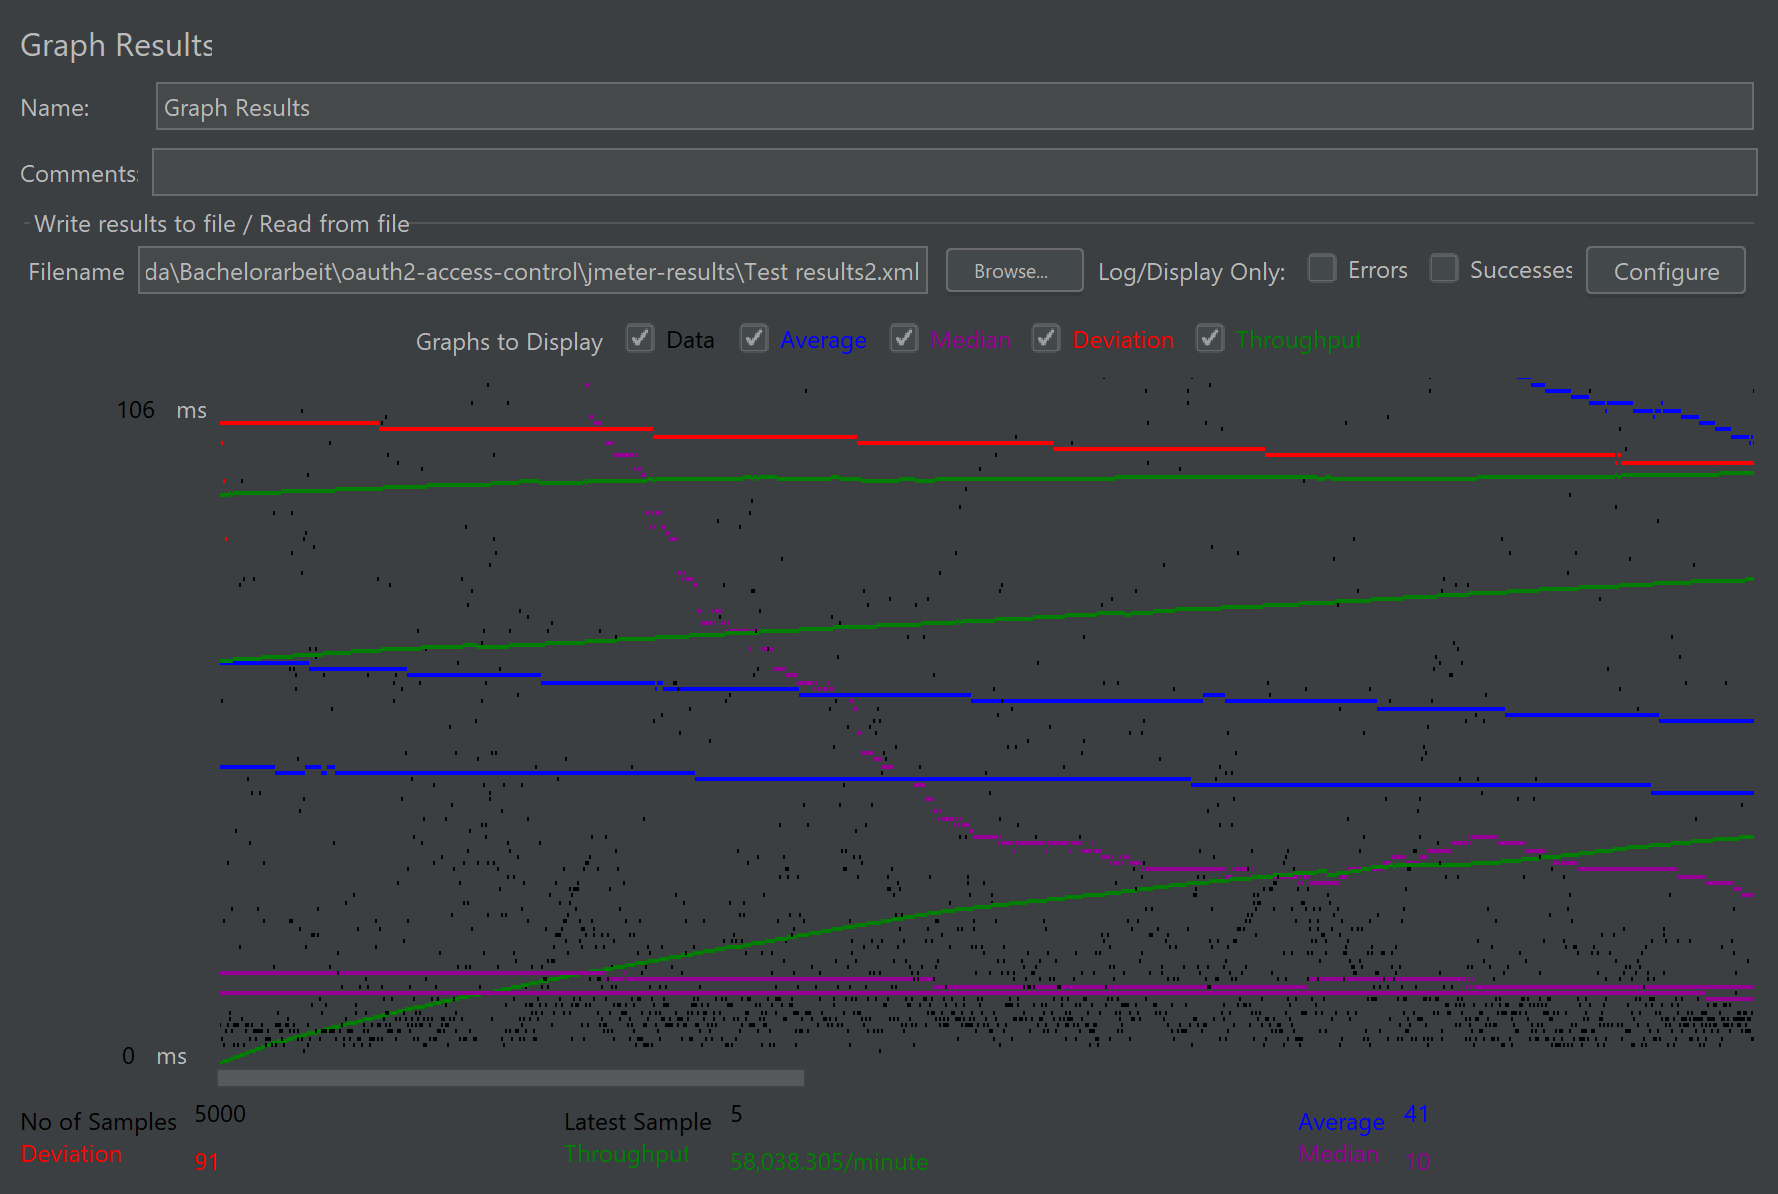 Graph Results
Name: Graph Results
Comments:
Write results to file / Read from file
Filename da\Bachelorarbeit\oauth2-access-control\jmeter-results\Test results2.xml Browse... Log/Display Only: Errors Successes Configure
Graphs to Display Data Average Median Deviation Throughput
106 ms
0 ms
No of Samples 5000 Latest Sample 5 Average 41
Deviation 91 Throughput 58,038.305/minute Median 10